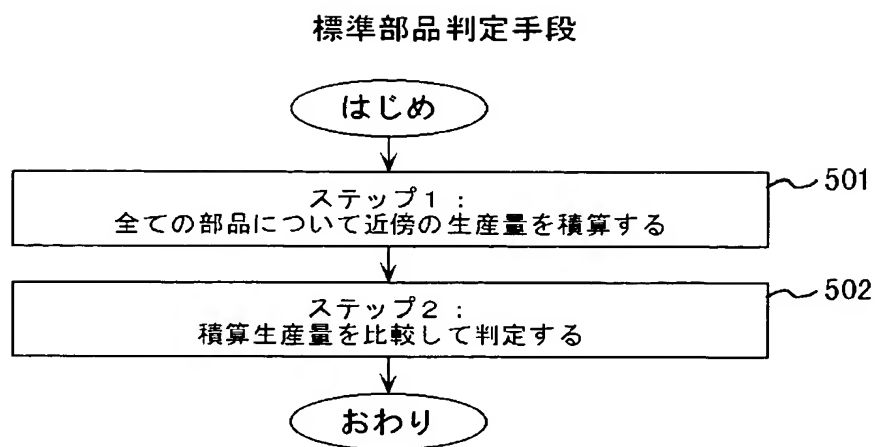 標準部品判定手段
はじめ
ステップ1:
全ての部品について近傍の生産量を積算する
501
ステップ2:
積算生産量を比較して判定する
502
おわり